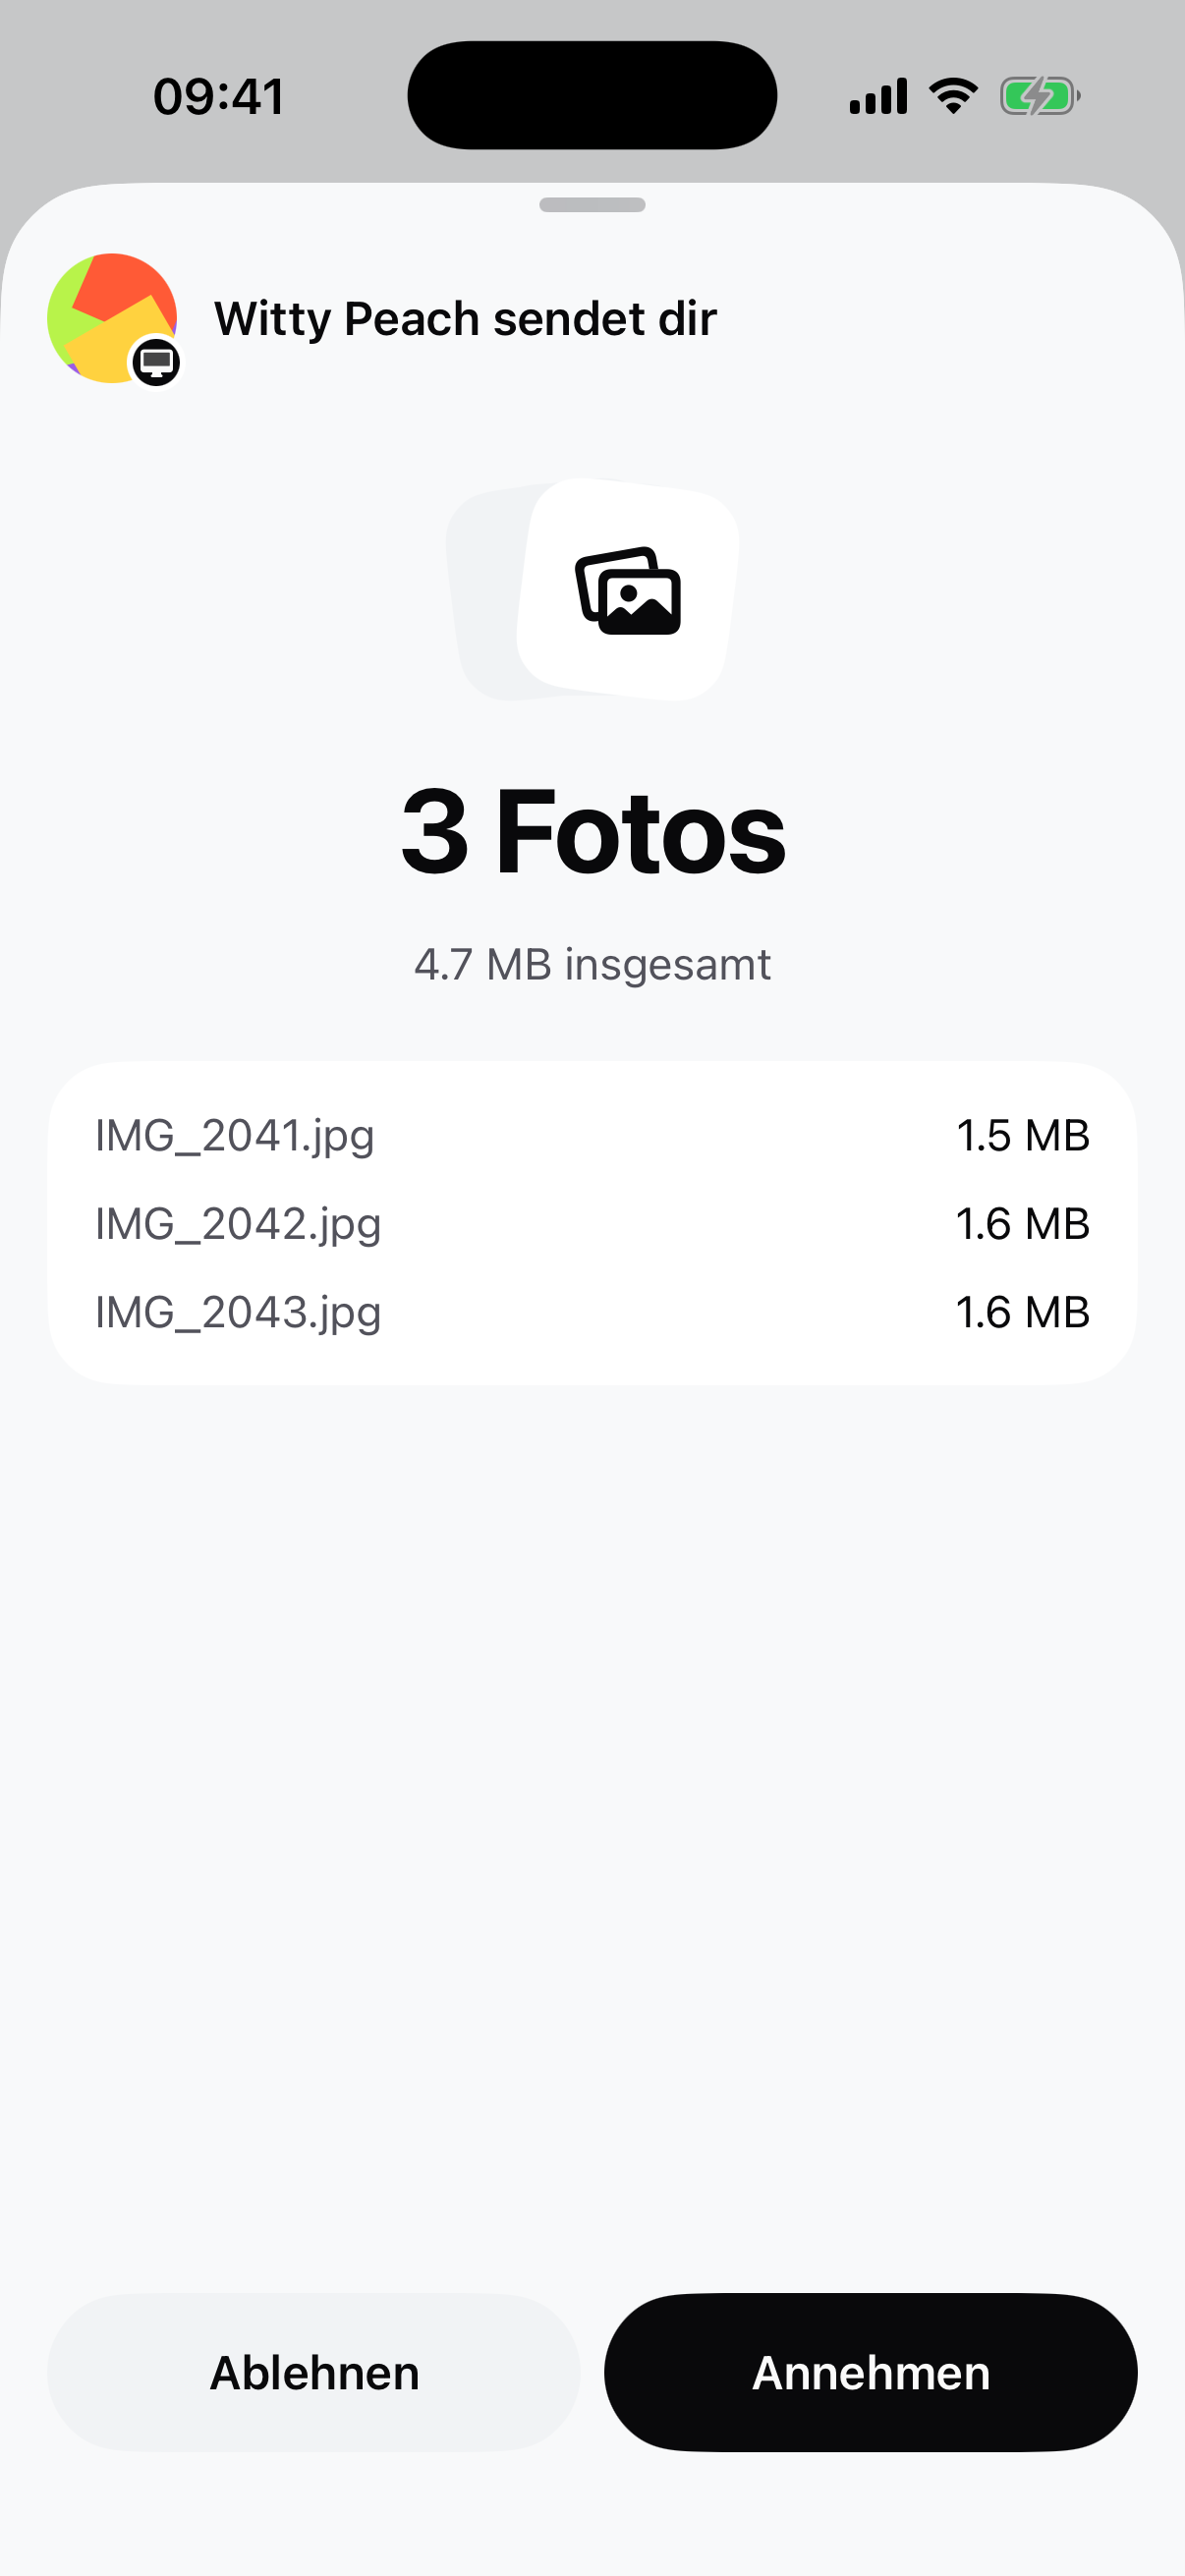 09:41
Witty Peach sendet dir
3 Fotos
4.7 MB insgesamt
IMG_2041.jpg 1.5 MB
IMG_2042.jpg 1.6 MB
IMG_2043.jpg 1.6 MB
Ablehnen Annehmen